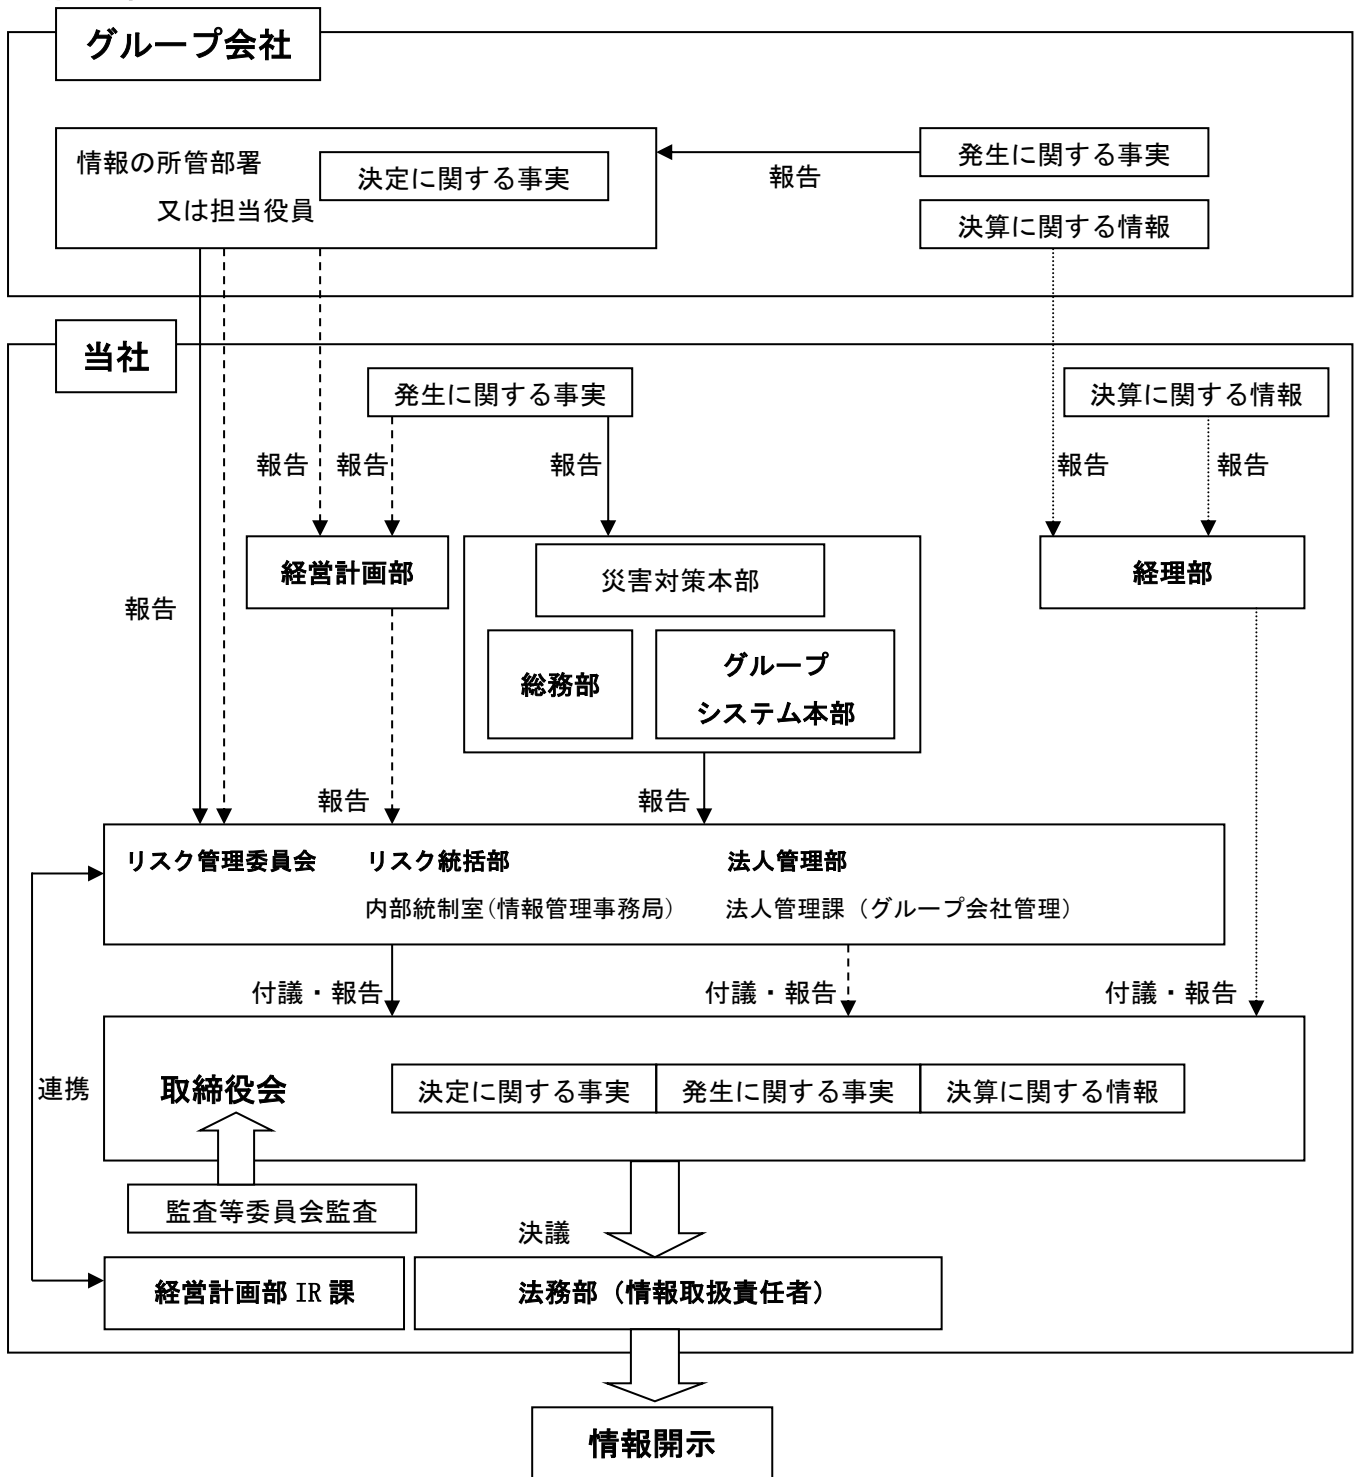 グループ会社
情報の所管部署
又は担当役員
決定に関する事実
報告
発生に関する事実
決算に関する情報
当社
発生に関する事実
決算に関する情報
報告
報告
報告
報告
報告
経営計画部
災害対策本部
総務部
グループ
システム本部
経理部
報告
報告
報告
リスク管理委員会
リスク統括部
法人管理部
内部統制室(情報管理事務局)
法人管理課（グループ会社管理）
付議・報告
付議・報告
付議・報告
連携
取締役会
決定に関する事実
発生に関する事実
決算に関する情報
監査等委員会監査
決議
経営計画部 IR 課
法務部（情報取扱責任者）
情報開示